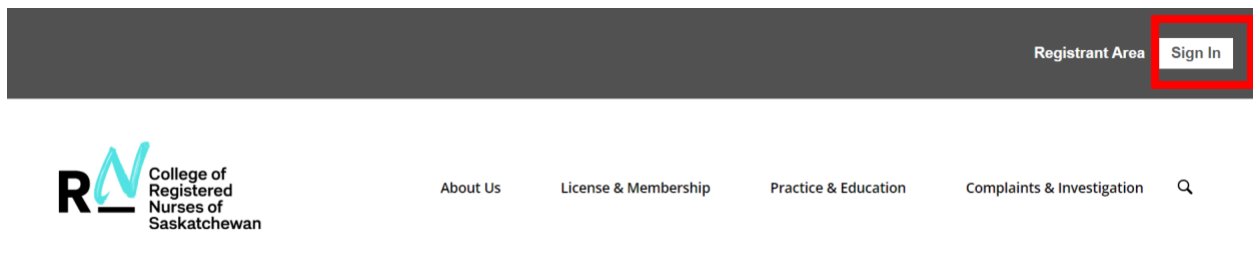 Registrant Area Sign In
RN College of
Registered
Nurses of
Saskatchewan
About Us License & Membership Practice & Education Complaints & Investigation